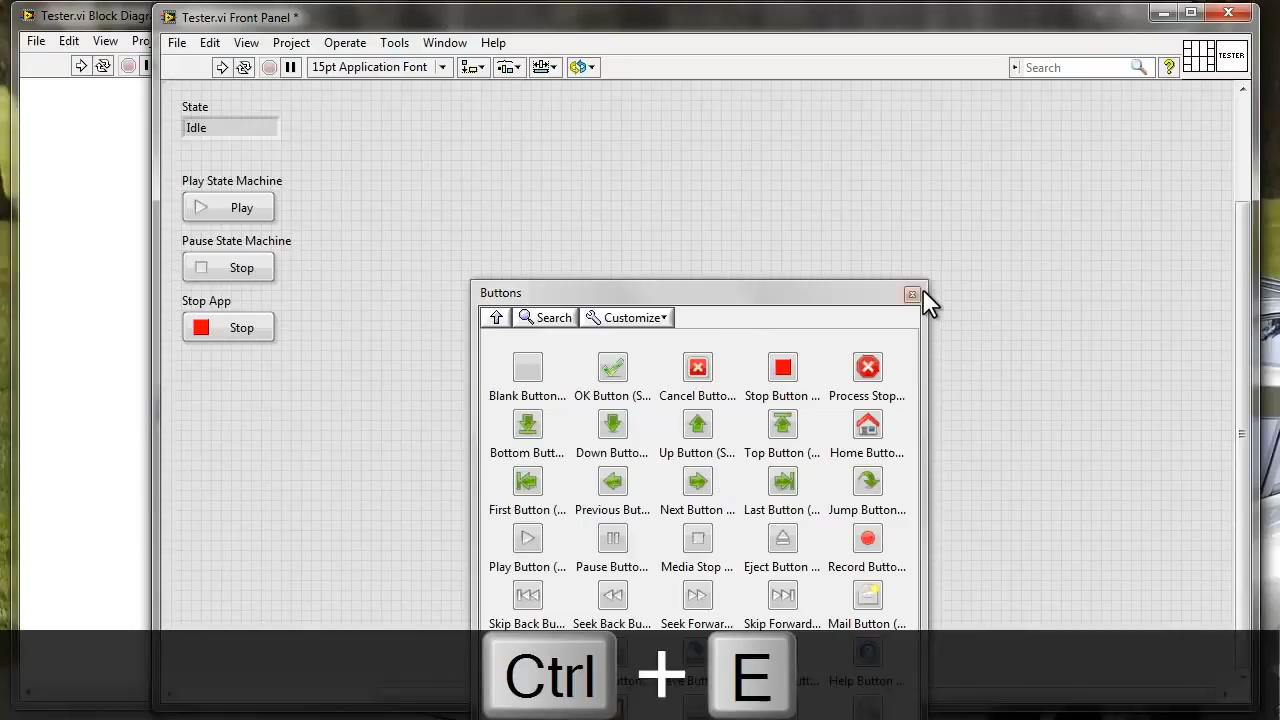 Tester.vi Block Diagra
File Edit View Pro
Tester.vi Front Panel *
File Edit View Project Operate Tools Window Help
15pt Application Font
Search
?
TESTER
State
Idle
Play State Machine
Play
Pause State Machine
Stop
Stop App
Stop
Buttons
Search Customize
Blank Button... OK Button (S... Cancel Butto... Stop Button ... Process Stop...
Bottom Butt... Down Butto... Up Button (S... Top Button (... Home Butto...
First Button (... Previous But... Next Button ... Last Button (... Jump Button...
Play Button (... Pause Butto... Media Stop ... Eject Button ... Record Butto...
Skip Back Bu... Seek Back Bu... Seek Forwar... Skip Forward... Mail Button (...
Help Button ...
Ctrl + E